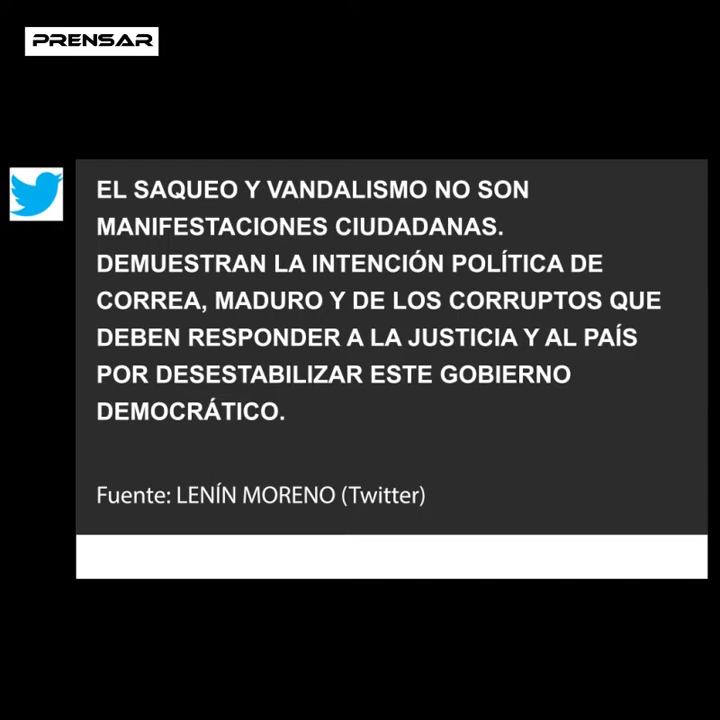 PRENSAR
EL SAQUEO Y VANDALISMO NO SON
MANIFESTACIONES CIUDADANAS.
DEMUESTRAN LA INTENCIÓN POLÍTICA DE
CORREA, MADURO Y DE LOS CORRUPTOS QUE
DEBEN RESPONDER A LA JUSTICIA Y AL PAÍS
POR DESESTABILIZAR ESTE GOBIERNO
DEMOCRÁTICO.
Fuente: LENÍN MORENO (Twitter)